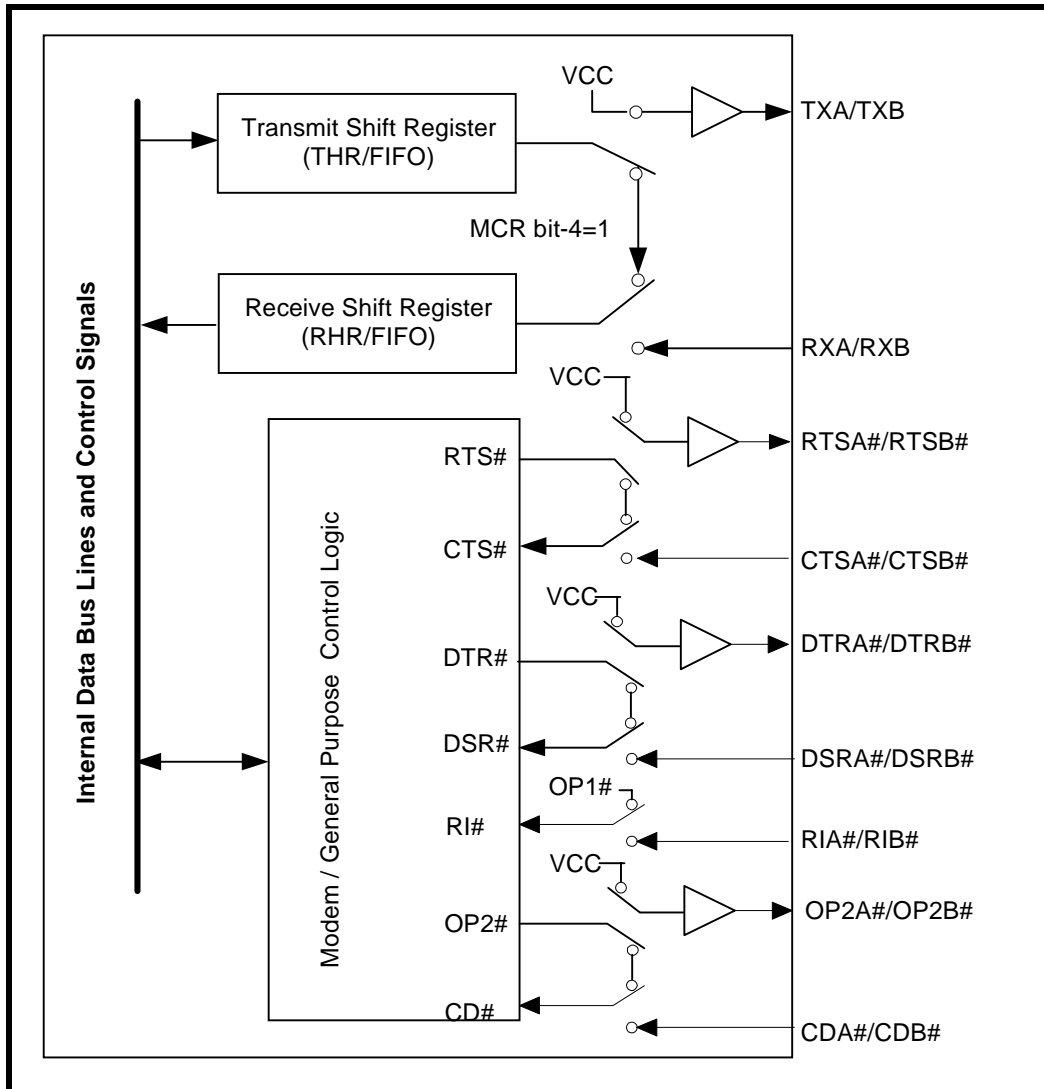 VCC
TXA/TXB
Transmit Shift Register
(THR/FIFO)
MCR bit-4=1
Receive Shift Register
(RHR/FIFO)
RXA/RXB
Internal Data Bus Lines and Control Signals
VCC
RTSA#/RTSB#
RTS#
CTS#
CTSA#/CTSB#
VCC
DTRA#/DTRB#
DTR#
Modem / General Purpose Control Logic
DSR#
DSRA#/DSRB#
OP1#
RI#
RIA#/RIB#
VCC
OP2A#/OP2B#
OP2#
CD#
CDA#/CDB#